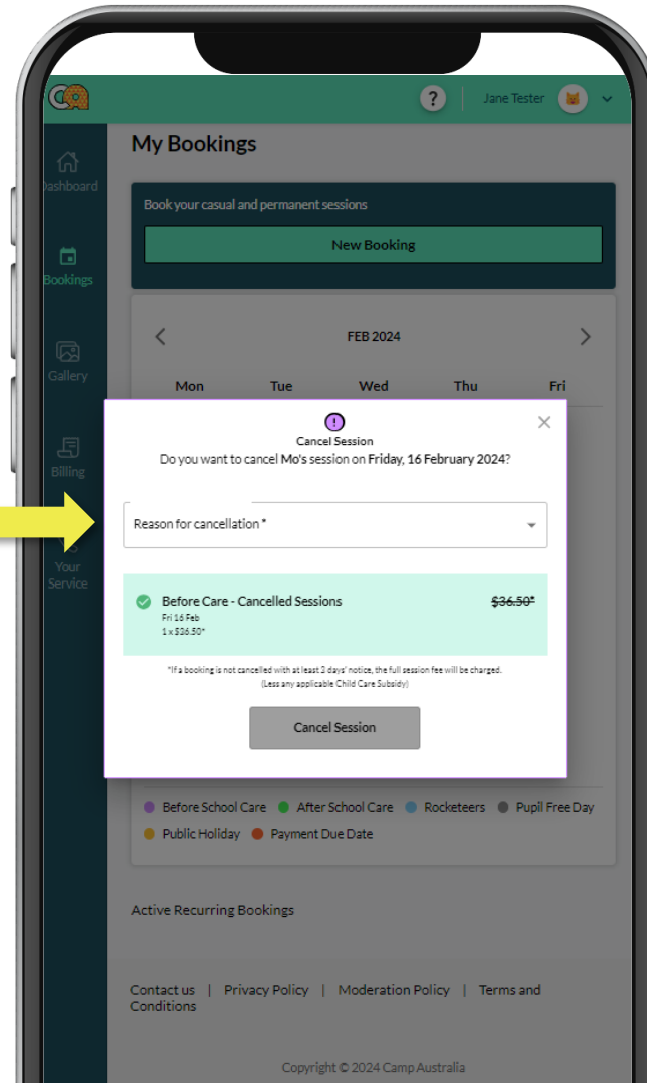 CA
? Jane Tester
My Bookings
Dashboard
Book your casual and permanent sessions
New Booking
Bookings
FEB 2024
Gallery
Mon Tue Wed Thu Fri
Cancel Session
Do you want to cancel Mo's session on Friday, 16 February 2024?
Billing
Reason for cancellation *
Your
Service
Before Care - Cancelled Sessions $36.50*
Fri 16 Feb
1 x $36.50*
*If a booking is not cancelled with at least 3 days' notice, the full session fee will be charged.
(Less any applicable Child Care Subsidy)
Cancel Session
Before School Care After School Care Rocketeers Pupil Free Day
Public Holiday Payment Due Date
Active Recurring Bookings
Contact us | Privacy Policy | Moderation Policy | Terms and
Conditions
Copyright © 2024 Camp Australia